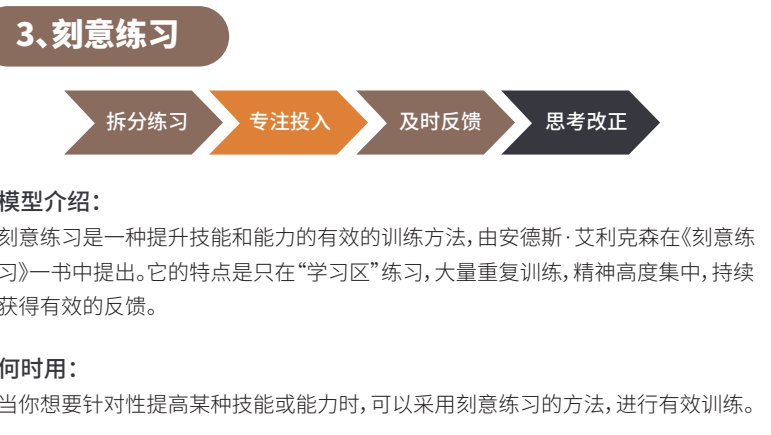 3、刻意练习
拆分练习 专注投入 及时反馈 思考改正
模型介绍：
刻意练习是一种提升技能和能力的有效的训练方法，由安德斯·艾利克森在《刻意练
习》一书中提出。它的特点是只在“学习区”练习，大量重复训练，精神高度集中，持续
获得有效的反馈。
何时用：
当你想要针对性提高某种技能或能力时，可以采用刻意练习的方法，进行有效训练。